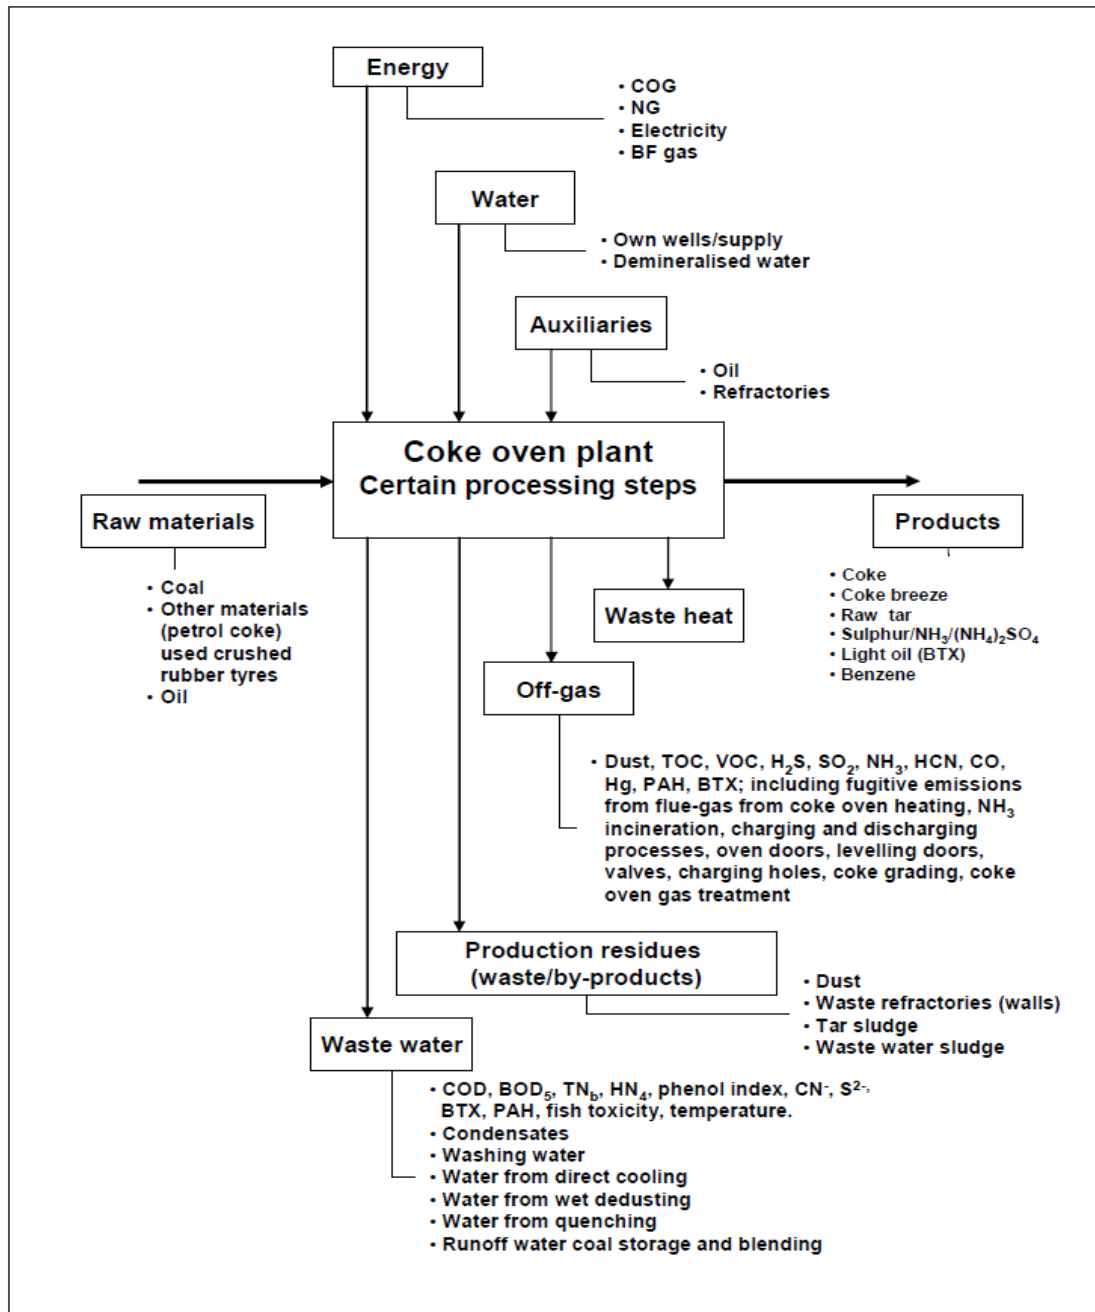 Energy
• COG
• NG
• Electricity
• BF gas
Water
• Own wells/supply
• Demineralised water
Auxiliaries
• Oil
• Refractories
Coke oven plant
Certain processing steps
Raw materials
• Coal
• Other materials
(petrol coke)
used crushed
rubber tyres
• Oil
Products
• Coke
• Coke breeze
• Raw tar
• Sulphur/NH₃/(NH₄)₂SO₄
• Light oil (BTX)
• Benzene
Waste heat
Off-gas
• Dust, TOC, VOC, H₂S, SO₂, NH₃, HCN, CO,
Hg, PAH, BTX; including fugitive emissions
from flue-gas from coke oven heating, NH₃
incineration, charging and discharging
processes, oven doors, levelling doors,
valves, charging holes, coke grading, coke
oven gas treatment
Production residues
(waste/by-products)
• Dust
• Waste refractories (walls)
• Tar sludge
• Waste water sludge
Waste water
• COD, BOD₅, TN_b, HN₄, phenol index, CN⁻, S²⁻,
BTX, PAH, fish toxicity, temperature.
• Condensates
• Washing water
• Water from direct cooling
• Water from wet dedusting
• Water from quenching
• Runoff water coal storage and blending